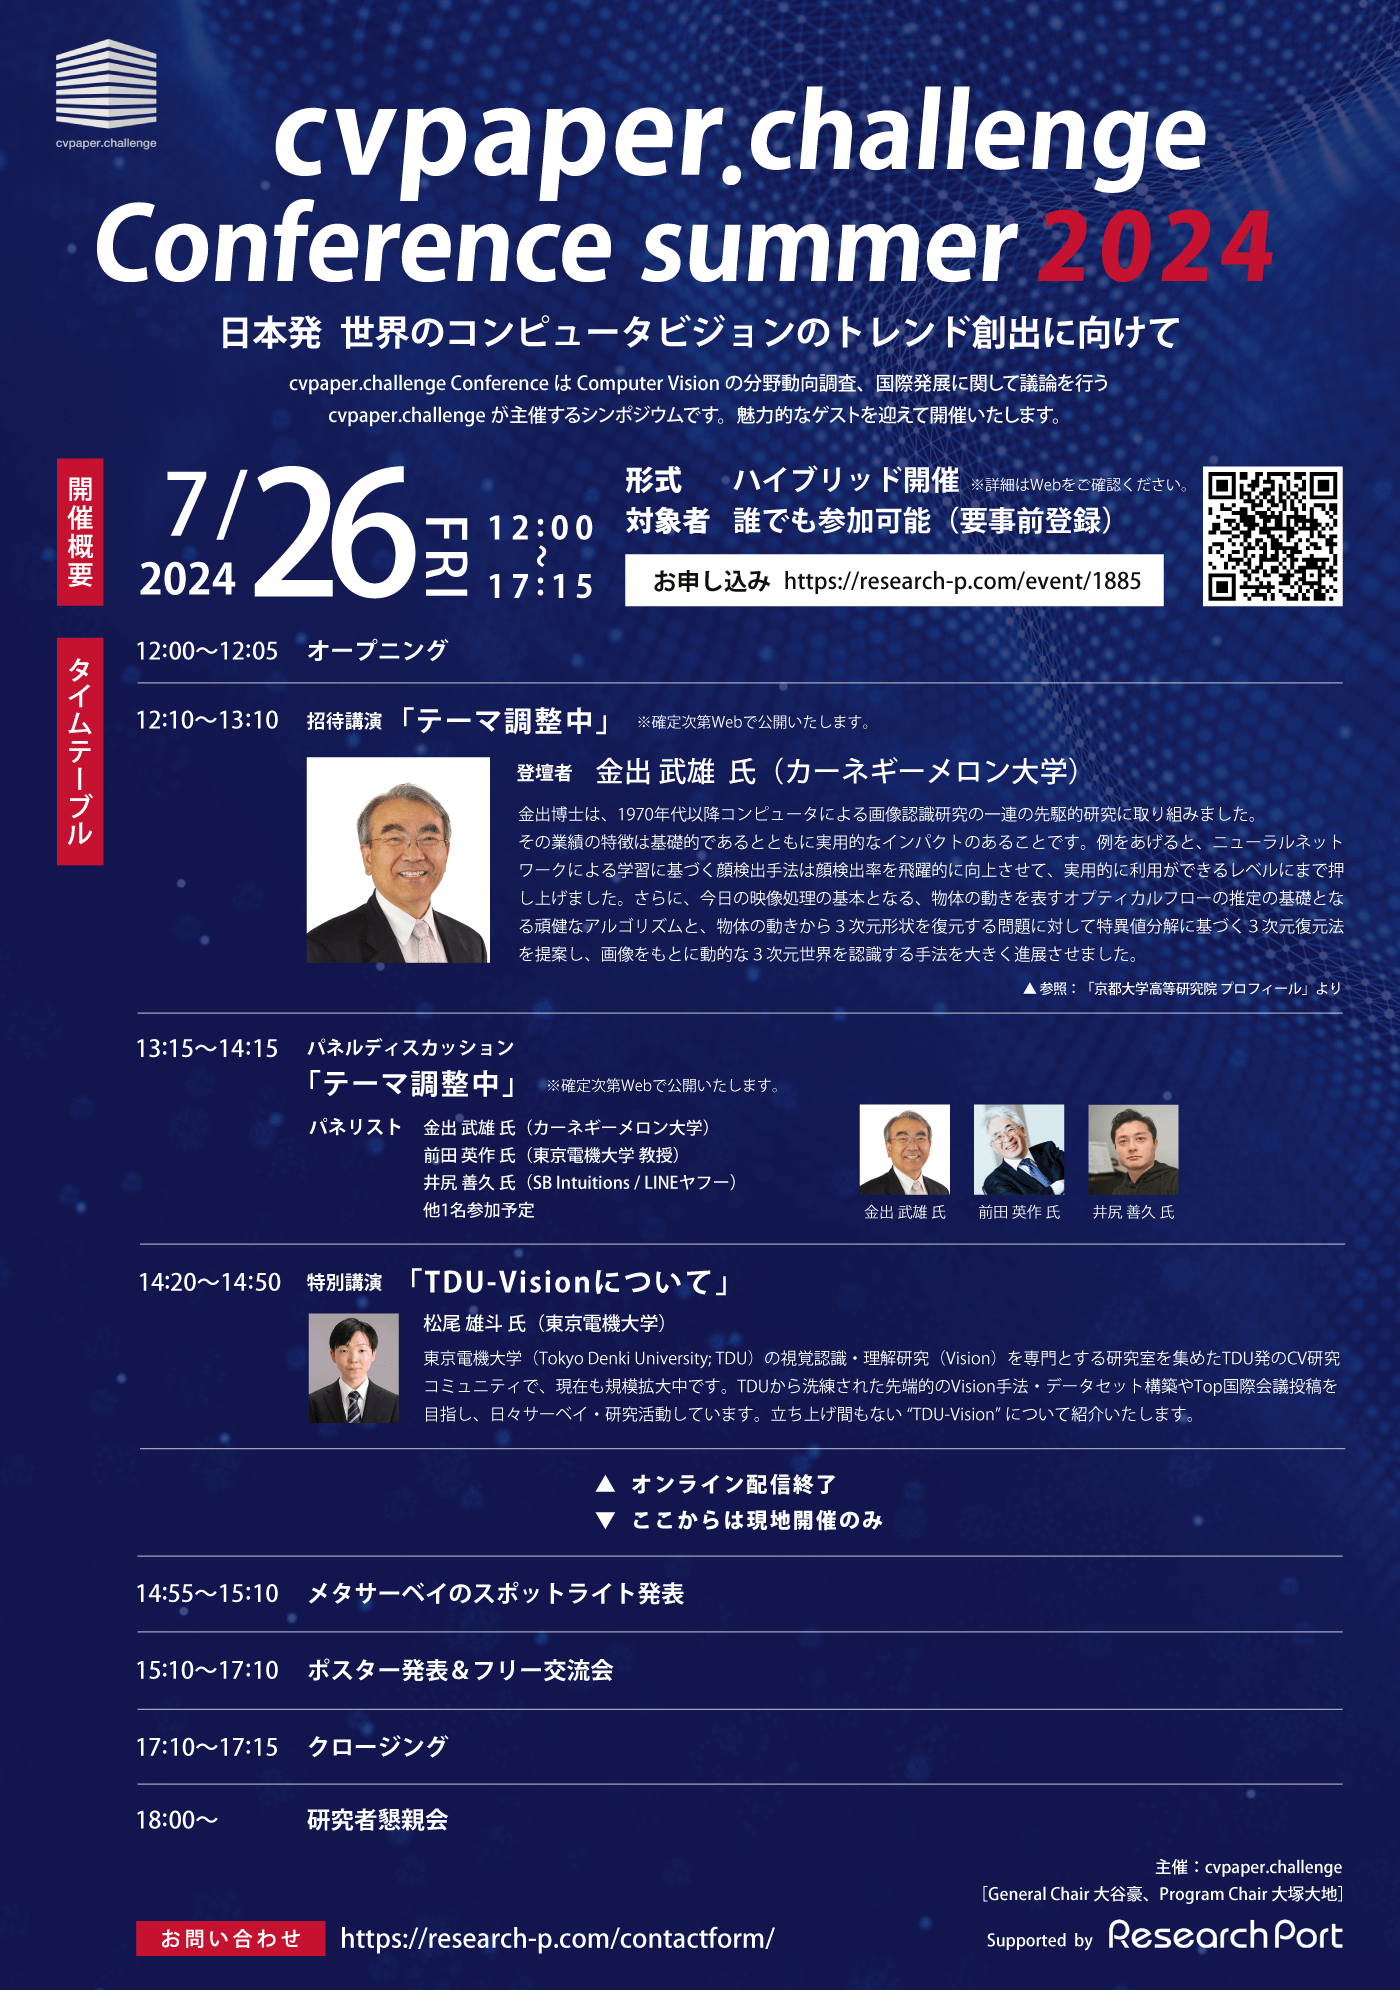 cvpaper.challenge
cvpaper.challenge
Conference summer 2024
日本発 世界のコンピュータビジョンのトレンド創出に向けて
cvpaper.challenge Conference は Computer Vision の分野動向調査、国際発展に関して議論を行う
cvpaper.challenge が主催するシンポジウムです。魅力的なゲストを迎えて開催いたします。
開催概要
7/26 FRI 2024
12:00〜17:15
形式 ハイブリッド開催 ※詳細はWebをご確認ください。
対象者 誰でも参加可能（要事前登録）
お申し込み https://research-p.com/event/1885
タイムテーブル
12:00〜12:05 オープニング
12:10〜13:10 招待講演 「テーマ調整中」 ※確定次第Webで公開いたします。
登壇者 金出 武雄 氏（カーネギーメロン大学）
金出博士は、1970年代以降コンピュータによる画像認識研究の一連の先駆的研究に取り組みました。
その業績の特徴は基礎的であるとともに実用的なインパクトのあることです。例をあげると、ニューラルネット
ワークによる学習に基づく顔検出手法は顔検出率を飛躍的に向上させて、実用的に利用ができるレベルにまで押
し上げました。さらに、今日の映像処理の基本となる、物体の動きを表すオプティカルフローの推定の基礎とな
る頑健なアルゴリズムと、物体の動きから３次元形状を復元する問題に対して特異値分解に基づく３次元復元法
を提案し、画像をもとに動的な３次元世界を認識する手法を大きく進展させました。
▲参照：「京都大学高等研究院 プロフィール」より
13:15〜14:15 パネルディスカッション
「テーマ調整中」 ※確定次第Webで公開いたします。
パネリスト 金出 武雄 氏（カーネギーメロン大学）
前田 英作 氏（東京電機大学 教授）
井尻 善久 氏（SB Intuitions / LINEヤフー）
他1名参加予定
金出 武雄 氏 前田 英作 氏 井尻 善久 氏
14:20〜14:50 特別講演 「TDU-Visionについて」
松尾 雄斗 氏（東京電機大学）
東京電機大学（Tokyo Denki University; TDU）の視覚認識・理解研究（Vision）を専門とする研究室を集めたTDU発のCV研究
コミュニティで、現在も規模拡大中です。TDUから洗練された先端的のVision手法・データセット構築やTop国際会議投稿を
目指し、日々サーベイ・研究活動しています。立ち上げ間もない “TDU-Vision” について紹介いたします。
▲ オンライン配信終了
▼ ここからは現地開催のみ
14:55〜15:10 メタサーベイのスポットライト発表
15:10〜17:10 ポスター発表＆フリー交流会
17:10〜17:15 クロージング
18:00〜 研究者懇親会
主催：cvpaper.challenge
［General Chair 大谷豪、Program Chair 大塚大地］
お問い合わせ https://research-p.com/contactform/
Supported by ResearchPort